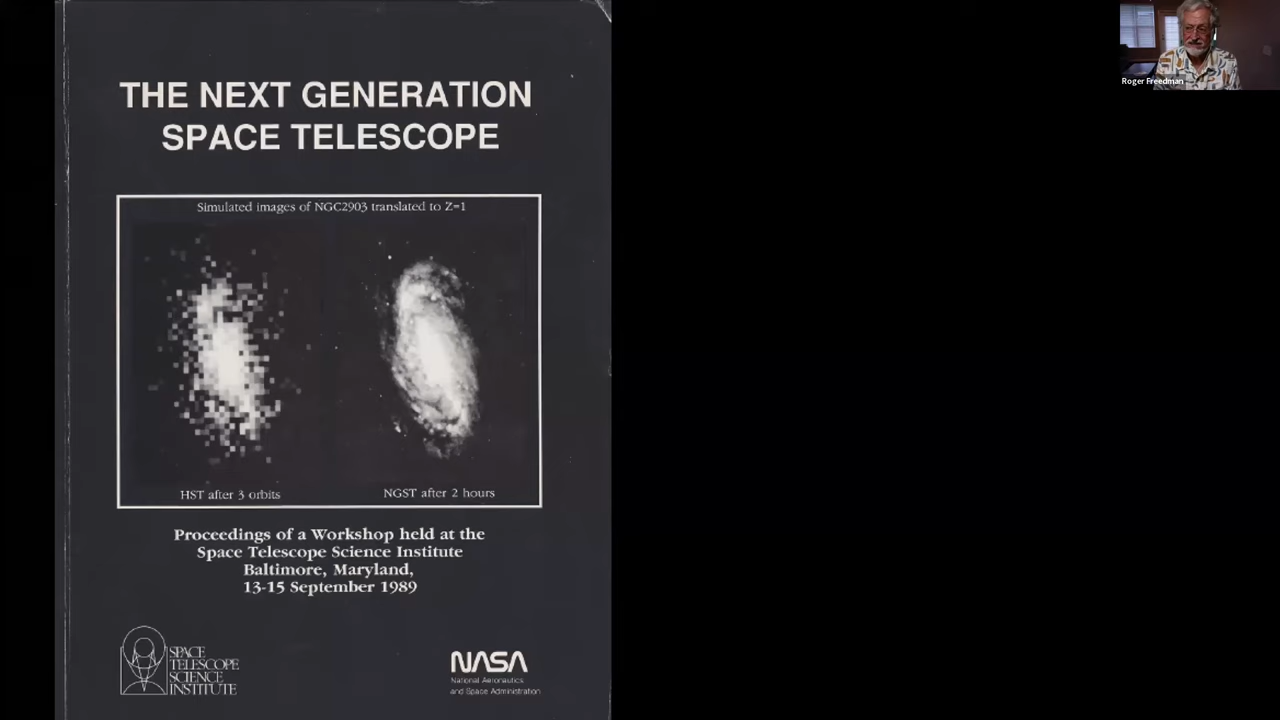 THE NEXT GENERATION
SPACE TELESCOPE
Simulated images of NGC2903 translated to Z=1
HST after 3 orbits
NGST after 2 hours
Proceedings of a Workshop held at the
Space Telescope Science Institute
Baltimore, Maryland,
13-15 September 1989
SPACE
TELESCOPE
SCIENCE
INSTITUTE
NASA
National Aeronautics
and Space Administration
Roger Freedman